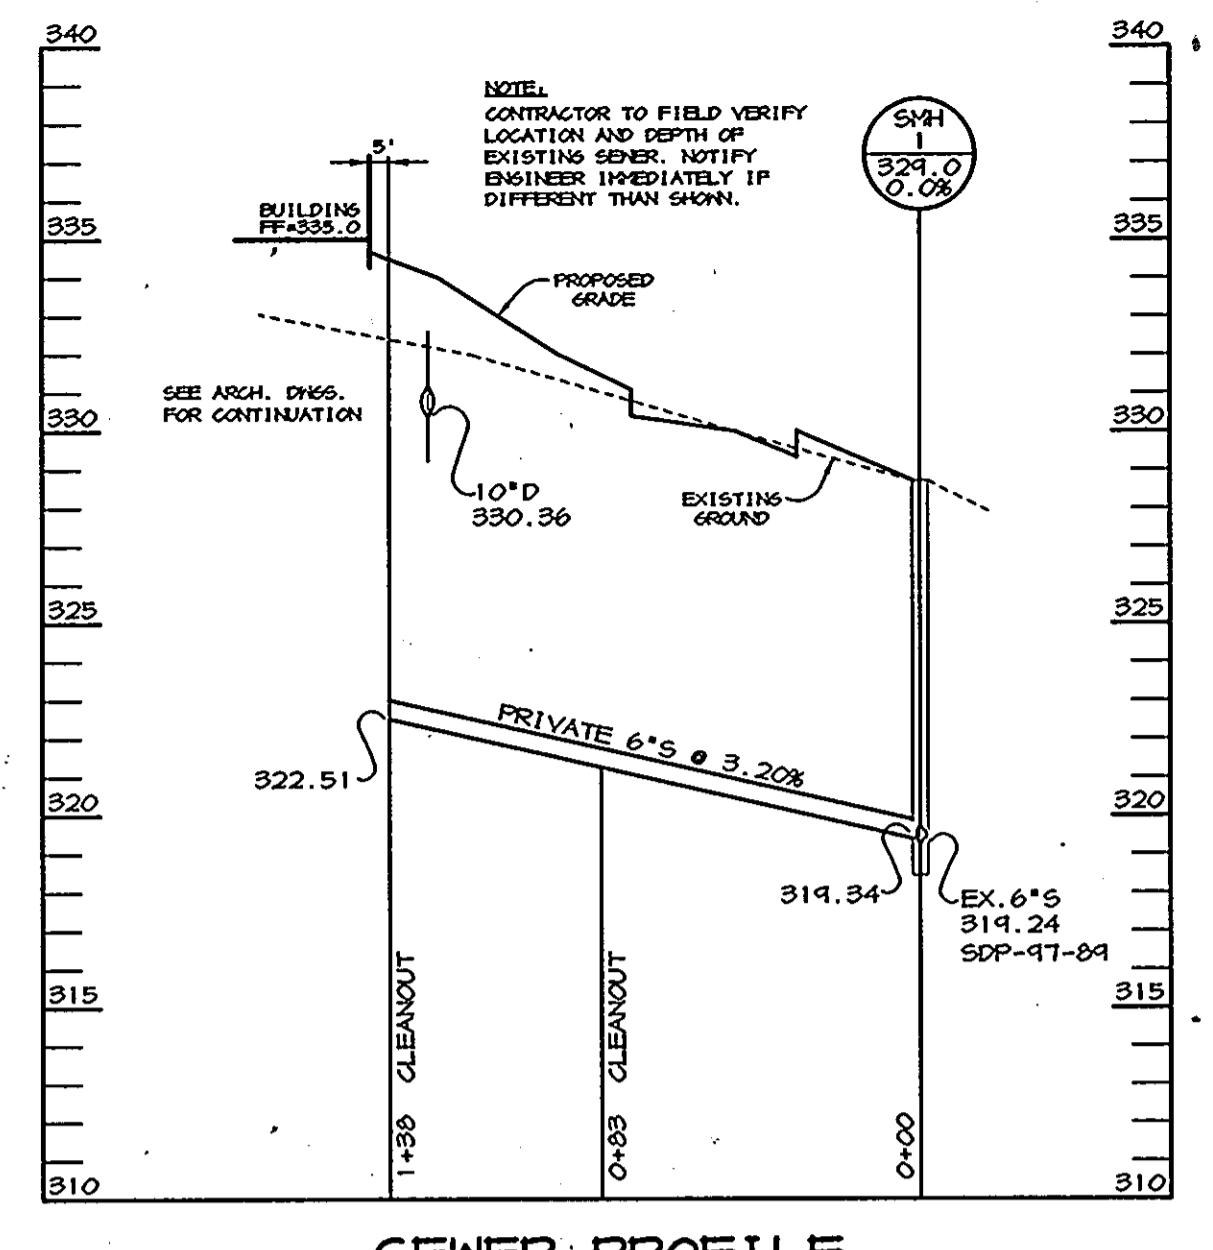 340
340
NOTE:
CONTRACTOR TO FIELD VERIFY
LOCATION AND DEPTH OF
EXISTING SEWER. NOTIFY
ENGINEER IMMEDIATELY IF
DIFFERENT THAN SHOWN.
SMH
1
329.0
0.0%
5'
BUILDING
FF=335.0
335
335
PROPOSED
GRADE
SEE ARCH. DWGS.
FOR CONTINUATION
330
330
10"D
330.36
EXISTING
GROUND
325
325
PRIVATE 6"S @ 3.20%
322.51
320
320
319.34
EX.6"S
319.24
SDP-97-89
315
315
1+38 CLEANOUT
0+83 CLEANOUT
0+00
310
310
SEWER PROFILE